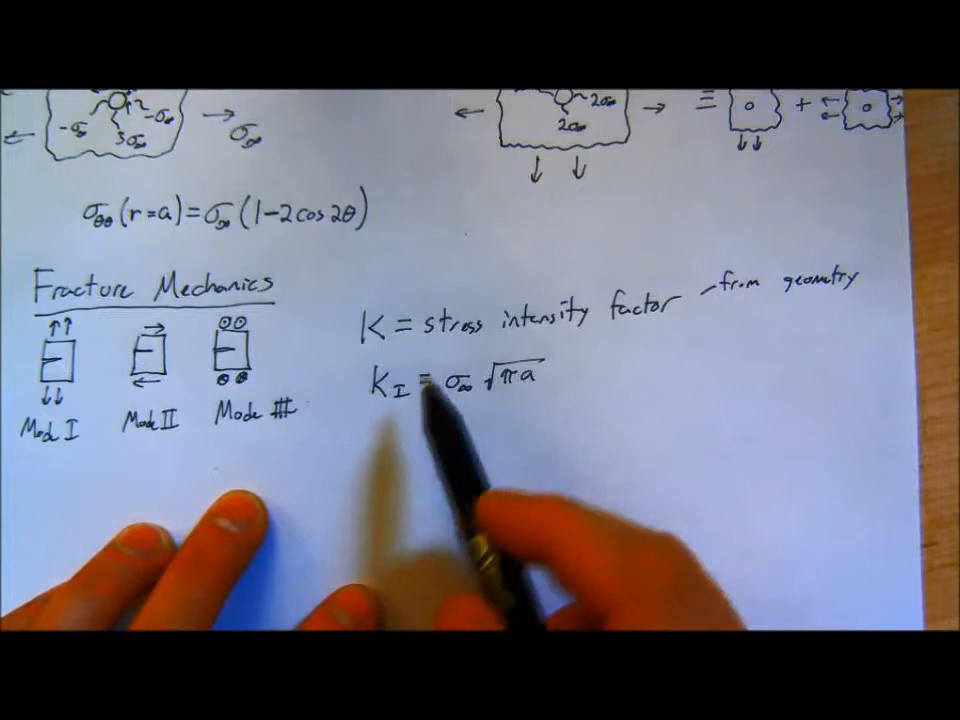 -σ∞ -σ∞ 3σ∞ σ∞
2σ∞ 2σ∞ ≡ +
σθθ(r=a)=σ∞(1-2cos2θ)
Fracture Mechanics
K = stress intensity factor from geometry
KI = σ∞ √πa
Mode I Mode II Mode III